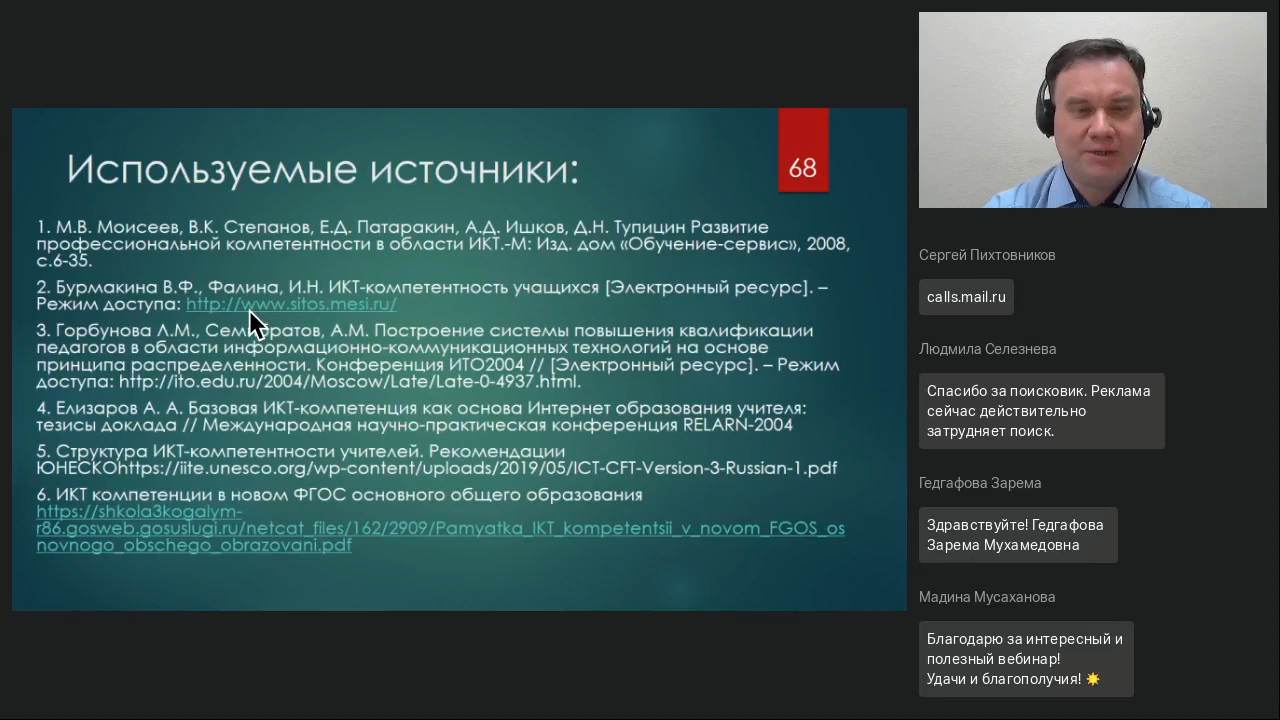 Используемые источники:
68
1. М.В. Моисеев, В.К. Степанов, Е.Д. Патаракин, А.Д. Ишков, Д.Н. Тупицин Развитие
профессиональной компетентности в области ИКТ.-М: Изд. дом «Обучение-сервис», 2008,
с.6-35.
2. Бурмакина В.Ф., Фалина, И.Н. ИКТ-компетентность учащихся [Электронный ресурс]. –
Режим доступа: http://www.sitos.mesi.ru/
3. Горбунова Л.М., Семибратов, А.М. Построение системы повышения квалификации
педагогов в области информационно-коммуникационных технологий на основе
принципа распределенности. Конференция ИТО2004 // [Электронный ресурс]. – Режим
доступа: http://ito.edu.ru/2004/Moscow/Late/Late-0-4937.html.
4. Елизаров А. А. Базовая ИКТ-компетенция как основа Интернет образования учителя:
тезисы доклада // Международная научно-практическая конференция RELARN-2004
5. Структура ИКТ-компетентности учителей. Рекомендации
ЮНЕСКОhttps://iite.unesco.org/wp-content/uploads/2019/05/ICT-CFT-Version-3-Russian-1.pdf
6. ИКТ компетенции в новом ФГОС основного общего образования
https://shkola3kogalym-
r86.gosweb.gosuslugi.ru/netcat_files/162/2909/Pamyatka_IKT_kompetentsii_v_novom_FGOS_os
novnogo_obschego_obrazovani.pdf
Сергей Пихтовников
calls.mail.ru
Людмила Селезнева
Спасибо за поисковик. Реклама
сейчас действительно
затрудняет поиск.
Гедгафова Зарема
Здравствуйте! Гедгафова
Зарема Мухамедовна
Мадина Мусаханова
Благодарю за интересный и
полезный вебинар!
Удачи и благополучия! ☀️